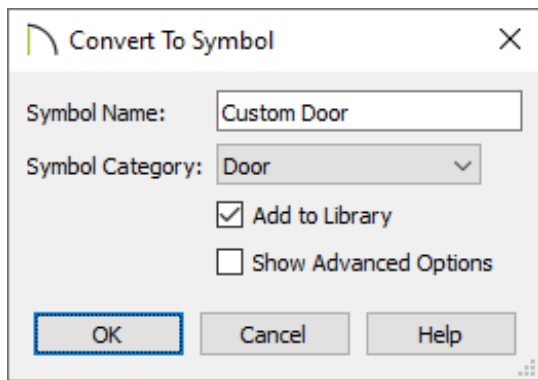 Convert To Symbol
Symbol Name: Custom Door
Symbol Category: Door
Add to Library
Show Advanced Options
OK Cancel Help